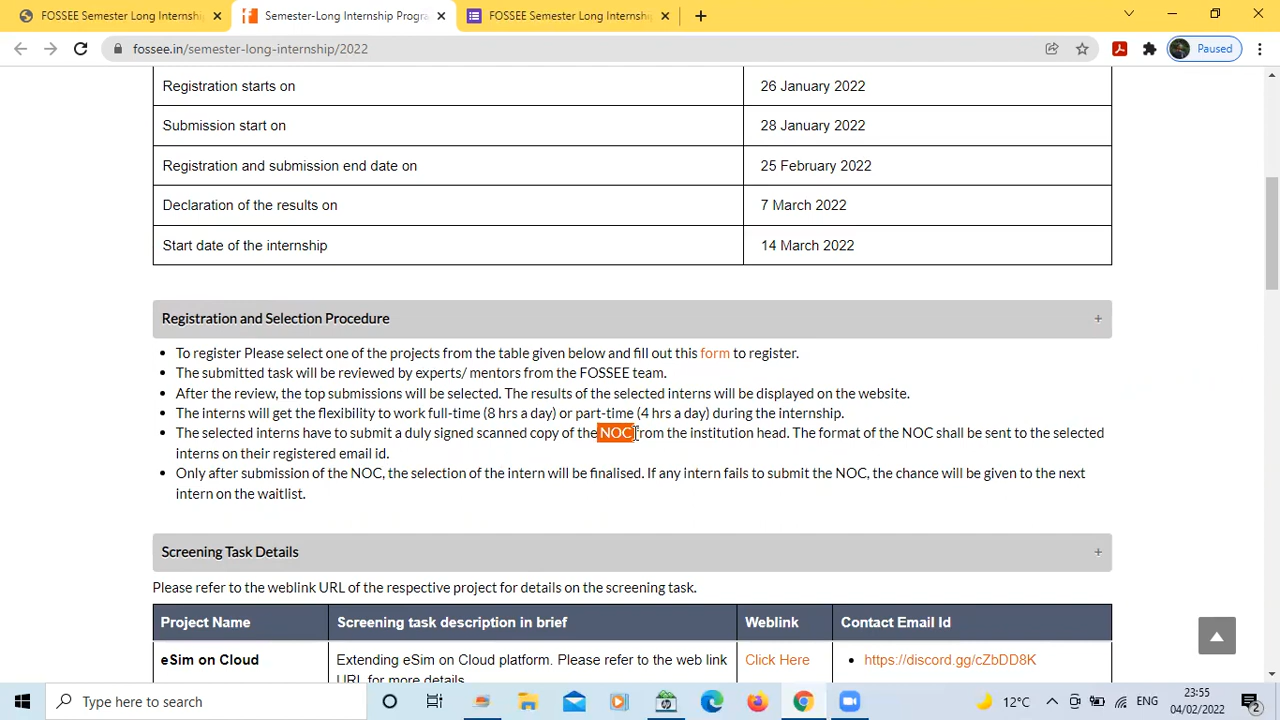 FOSSEE Semester Long Internshi
Semester-Long Internship Progra
FOSSEE Semester Long Internshi
fossee.in/semester-long-internship/2022
Paused
Registration starts on 26 January 2022
Submission start on 28 January 2022
Registration and submission end date on 25 February 2022
Declaration of the results on 7 March 2022
Start date of the internship 14 March 2022
Registration and Selection Procedure +
To register Please select one of the projects from the table given below and fill out this form to register.
The submitted task will be reviewed by experts/ mentors from the FOSSEE team.
After the review, the top submissions will be selected. The results of the selected interns will be displayed on the website.
The interns will get the flexibility to work full-time (8 hrs a day) or part-time (4 hrs a day) during the internship.
The selected interns have to submit a duly signed scanned copy of the NOC from the institution head. The format of the NOC shall be sent to the selected
interns on their registered email id.
Only after submission of the NOC, the selection of the intern will be finalised. If any intern fails to submit the NOC, the chance will be given to the next
intern on the waitlist.
Screening Task Details +
Please refer to the weblink URL of the respective project for details on the screening task.
Project Name Screening task description in brief Weblink Contact Email Id
eSim on Cloud Extending eSim on Cloud platform. Please refer to the web link Click Here https://discord.gg/cZbDD8K
URL for more details
Type here to search
12°C
ENG
23:55
04/02/2022
2